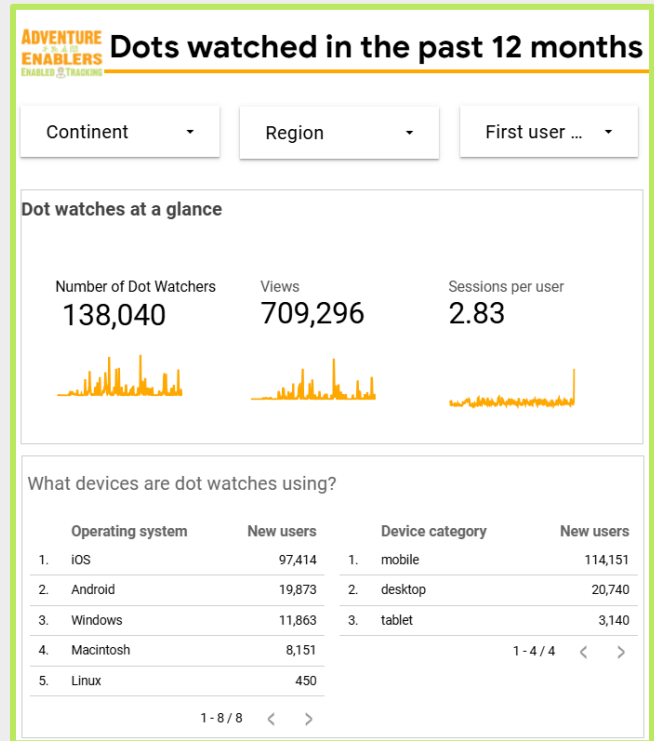 ADVENTURE
ENABLERS
ENABLED TRACKING
Dots watched in the past 12 months
Continent
Region
First user ...
Dot watches at a glance
Number of Dot Watchers
138,040
Views
709,296
Sessions per user
2.83
What devices are dot watches using?
Operating system New users
1. iOS 97,414
2. Android 19,873
3. Windows 11,863
4. Macintosh 8,151
5. Linux 450
1 - 8 / 8
Device category New users
1. mobile 114,151
2. desktop 20,740
3. tablet 3,140
1 - 4 / 4